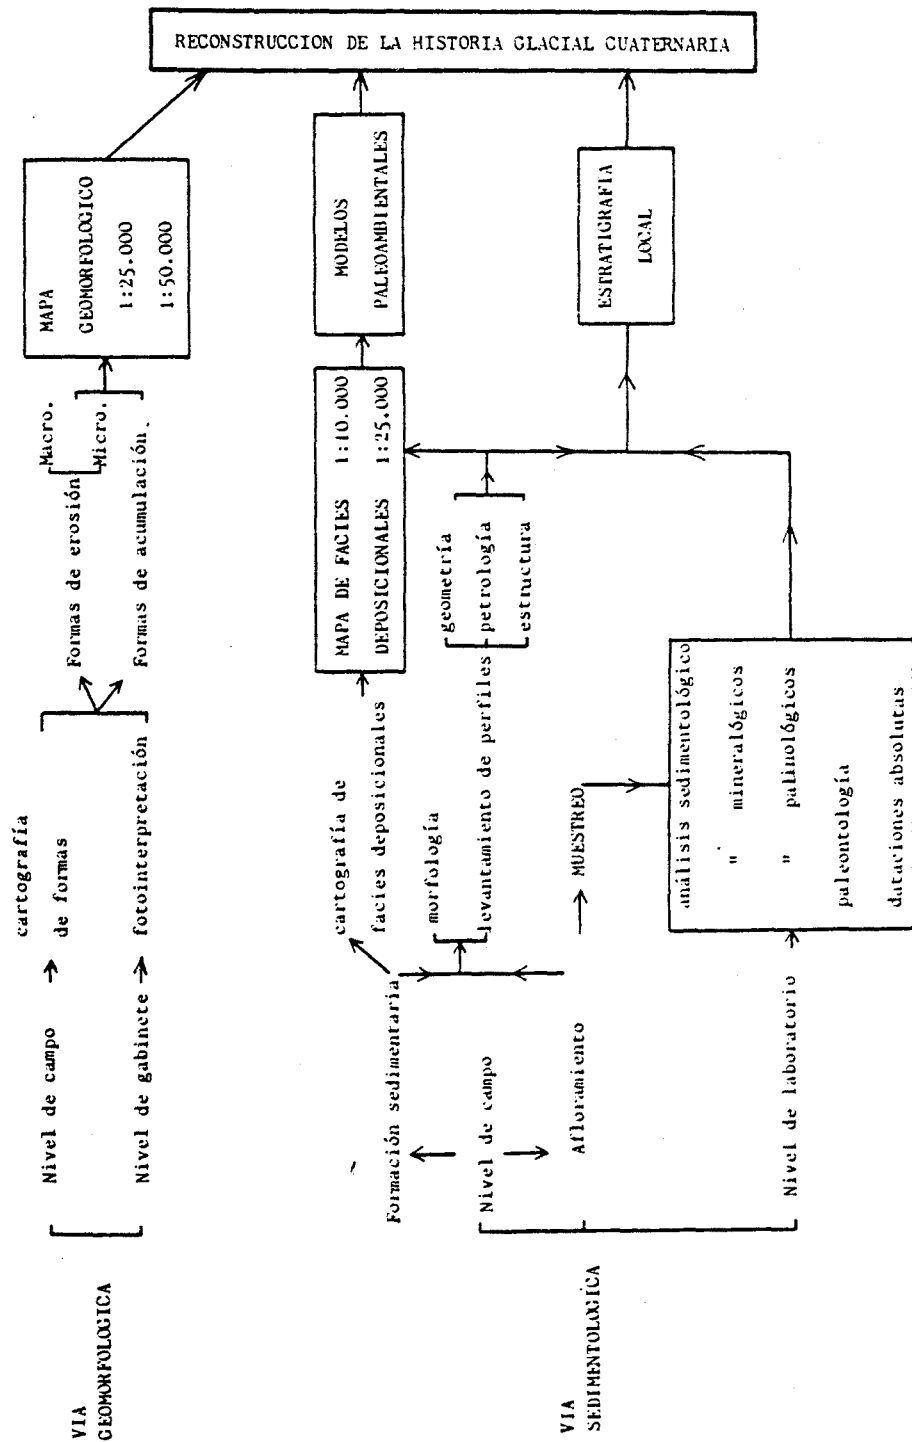 RECONSTRUCCION DE LA HISTORIA GLACIAL CUATERNARIA
VIA
GEOMORFOLOGICA
Nivel de campo
cartografía
de formas
Nivel de gabinete
fotointerpretación
Formas de erosión
Macro.
Micro.
Formas de acumulación.
MAPA
GEOMORFOLOGICO
1:25.000
1:50.000
VIA
SEDIMENTOLOGICA
Formación sedimentaria
Nivel de campo
Afloramiento
Nivel de laboratorio
cartografía de
facies deposicionales
morfología
levantamiento de perfiles
geometría
petrología
estructura
MUESTREO
análisis sedimentológico
" mineralógicos
" palinológicos
paleontología
dataciones absolutas
MAPA DE FACIES 1:10.000
DEPOSICIONALES 1:25.000
MODELOS
PALEOAMBIENTALES
ESTRATIGRAFIA
LOCAL